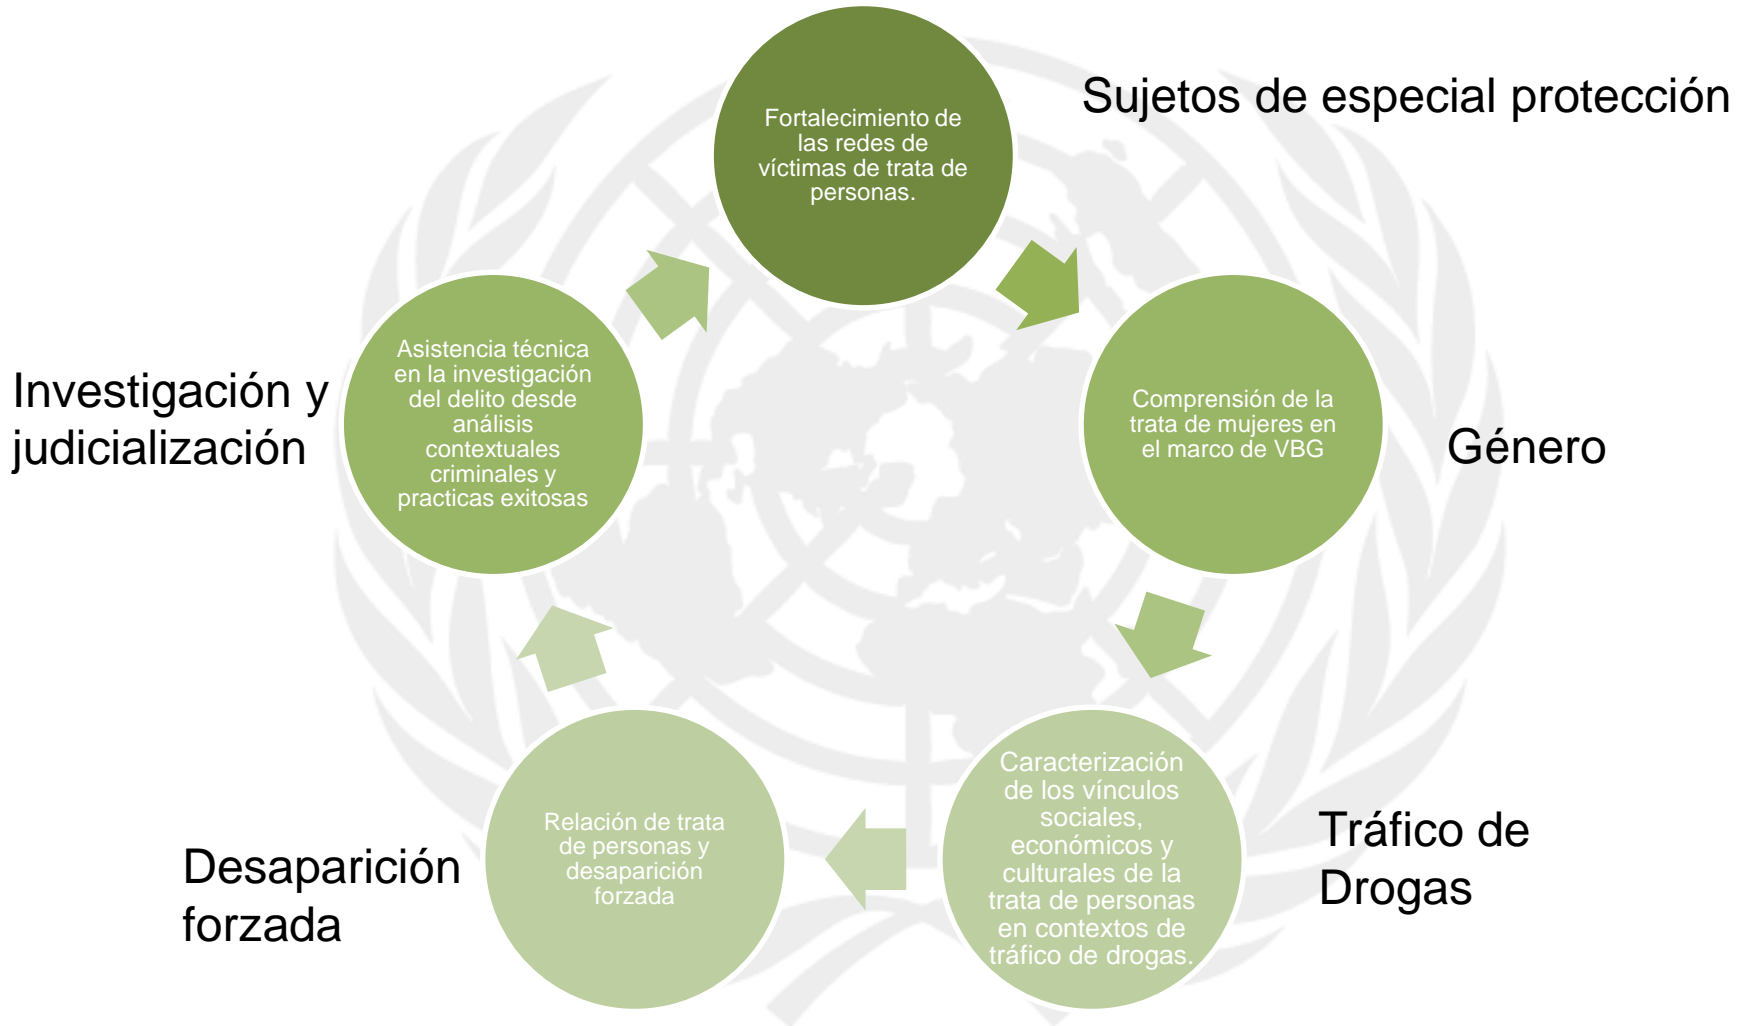 Fortalecimiento de
las redes de
víctimas de trata de
personas.
Sujetos de especial protección
Comprensión de la
trata de mujeres en
el marco de VBG
Género
Caracterización
de los vínculos
sociales,
económicos y
culturales de la
trata de personas
en contextos de
tráfico de drogas.
Tráfico de
Drogas
Relación de trata
de personas y
desaparición
forzada
Desaparición
forzada
Asistencia técnica
en la investigación
del delito desde
análisis
contextuales
criminales y
practicas exitosas
Investigación y
judicialización